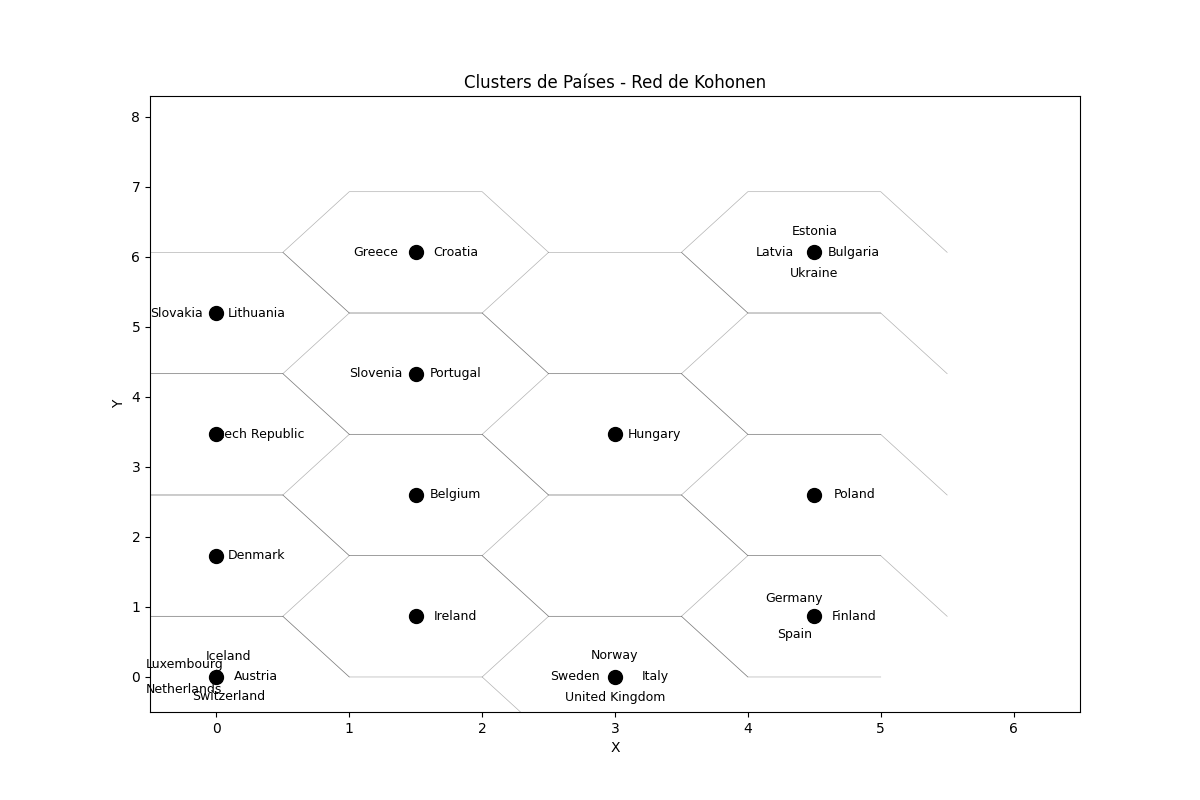 Clusters de Países - Red de Kohonen
8
7
6
5
4
3
2
1
0
Y
Estonia
Greece Croatia Latvia Bulgaria
Ukraine
Slovakia Lithuania
Slovenia Portugal
ech Republic Hungary
Belgium Poland
Denmark
Germany
Ireland Finland
Spain
Iceland Norway
Luxembourg
Austria Sweden Italy
Netherlands
Switzerland United Kingdom
0 1 2 3 4 5 6
X